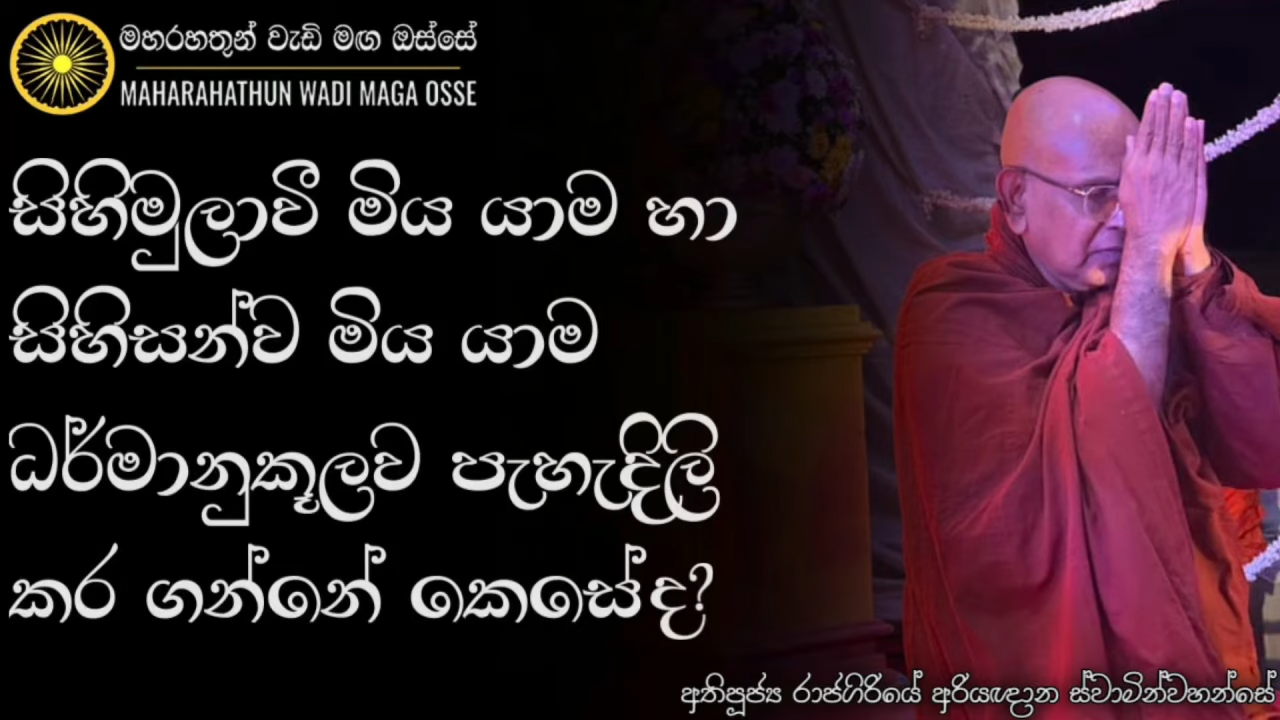 මහරහතුන් වැඩි මඟ ඔස්සේ
MAHARAHATHUN WADI MAGA OSSE
සිහිමුලාවී මිය යාම හා
සිහිසන්ව මිය යාම
ධර්මානුකූලව පැහැදිලි
කර ගන්නේ කෙසේද?
අතිපූජ්‍ය රාජගිරියේ අරියඥාන ස්වාමින්වහන්සේ